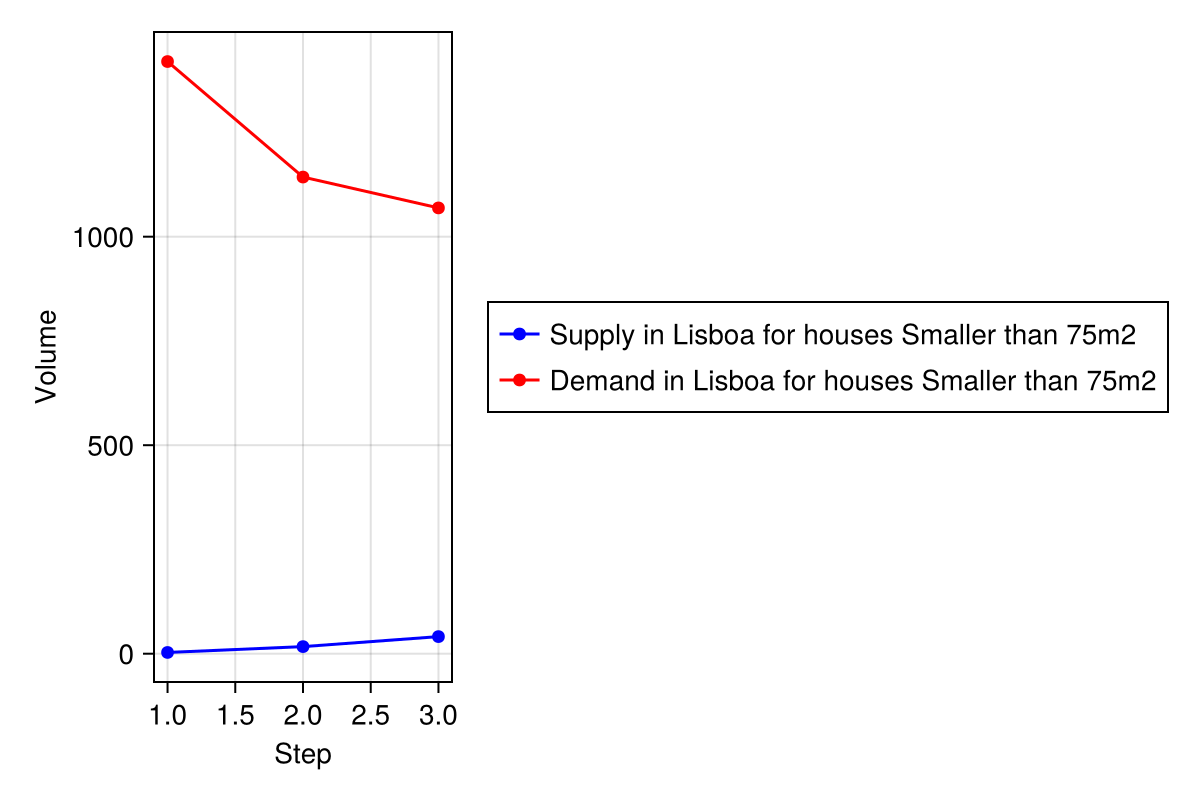 Volume
1000
500
0
1.0 1.5 2.0 2.5 3.0
Step
Supply in Lisboa for houses Smaller than 75m2
Demand in Lisboa for houses Smaller than 75m2